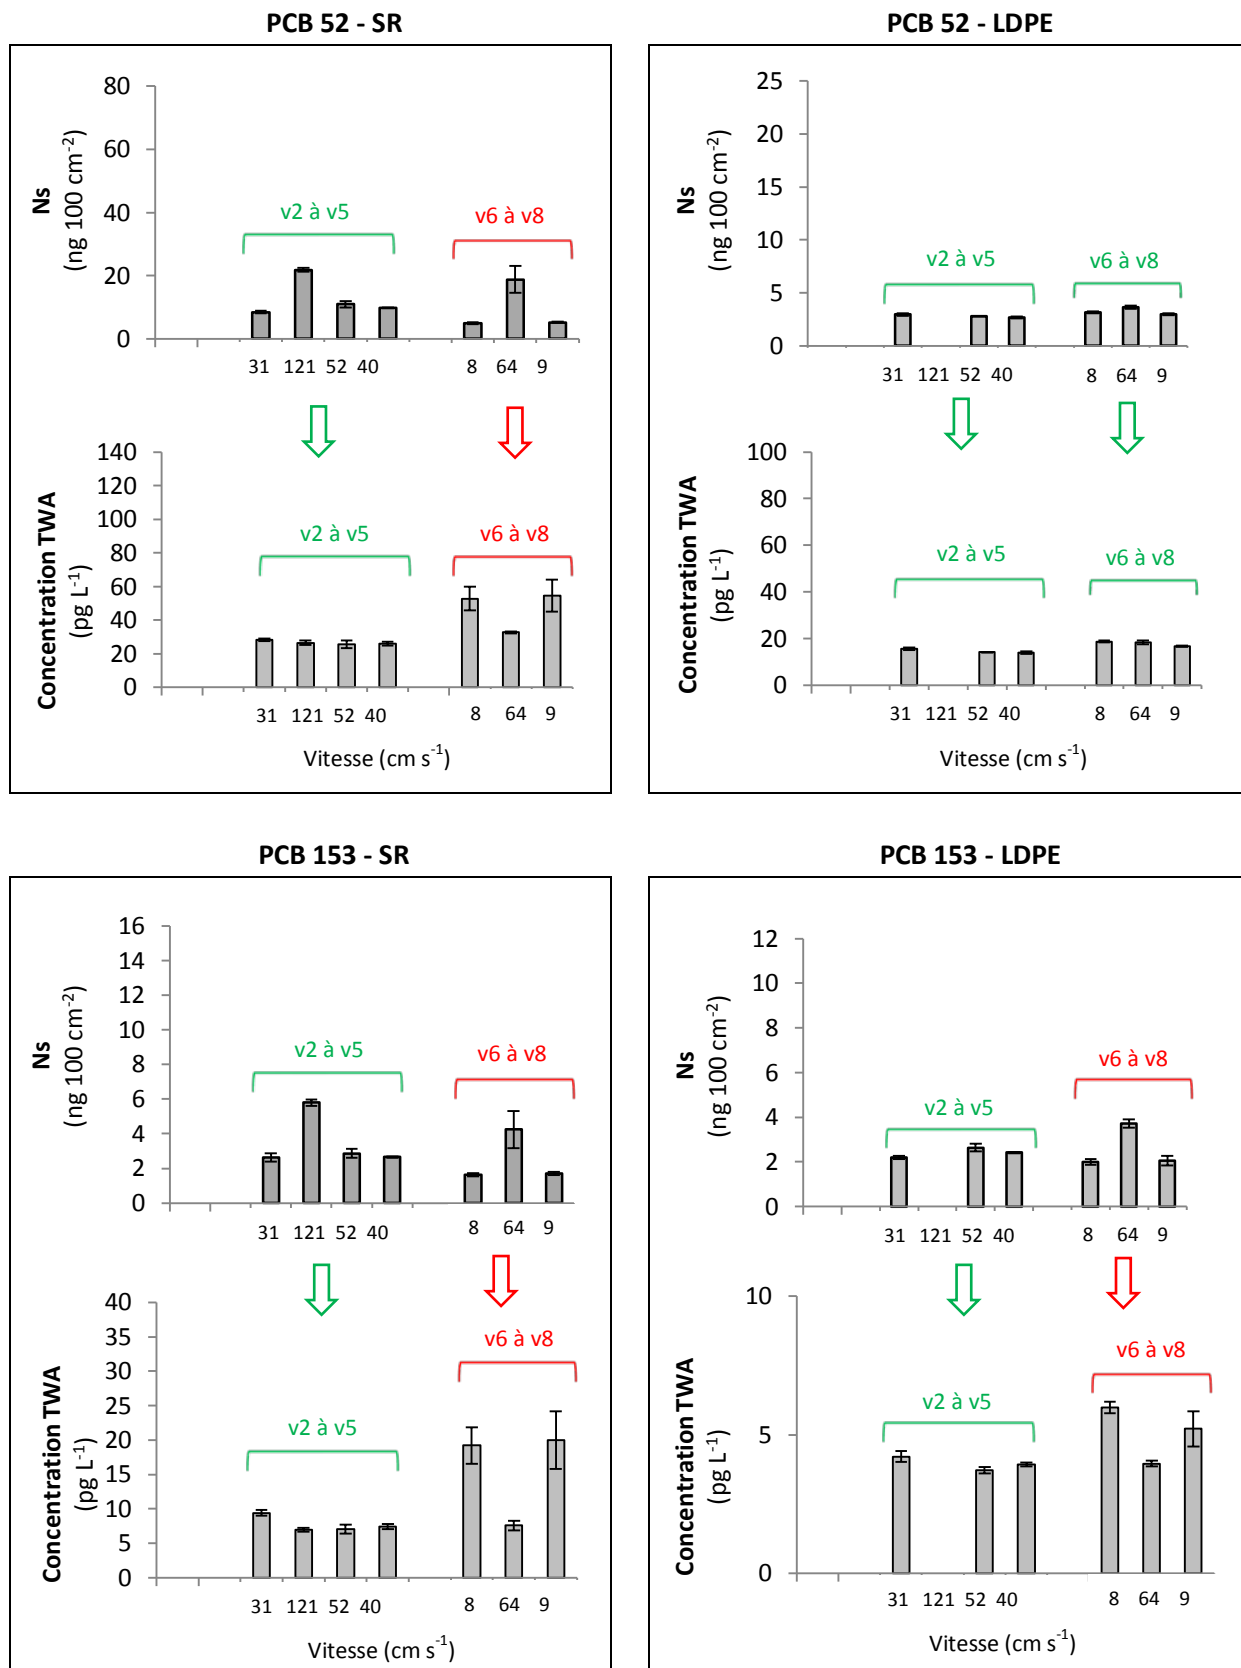 PCB 52 - SR
80
60
40
20
0
Ns
(ng 100 cm-2)
v2 à v5
v6 à v8
31 121 52 40 8 64 9
140
120
100
80
60
40
20
0
Concentration TWA
(pg L-1)
v2 à v5
v6 à v8
31 121 52 40 8 64 9
Vitesse (cm s-1)
PCB 52 - LDPE
25
20
15
10
5
0
Ns
(ng 100 cm-2)
v2 à v5
v6 à v8
31 121 52 40 8 64 9
100
80
60
40
20
0
Concentration TWA
(pg L-1)
v2 à v5
v6 à v8
31 121 52 40 8 64 9
Vitesse (cm s-1)
PCB 153 - SR
16
14
12
10
8
6
4
2
0
Ns
(ng 100 cm-2)
v2 à v5
v6 à v8
31 121 52 40 8 64 9
40
35
30
25
20
15
10
5
0
Concentration TWA
(pg L-1)
v6 à v8
v2 à v5
31 121 52 40 8 64 9
Vitesse (cm s-1)
PCB 153 - LDPE
12
10
8
6
4
2
0
Ns
(ng 100 cm-2)
v6 à v8
v2 à v5
31 121 52 40 8 64 9
10
5
0
Concentration TWA
(pg L-1)
v6 à v8
v2 à v5
31 121 52 40 8 64 9
Vitesse (cm s-1)